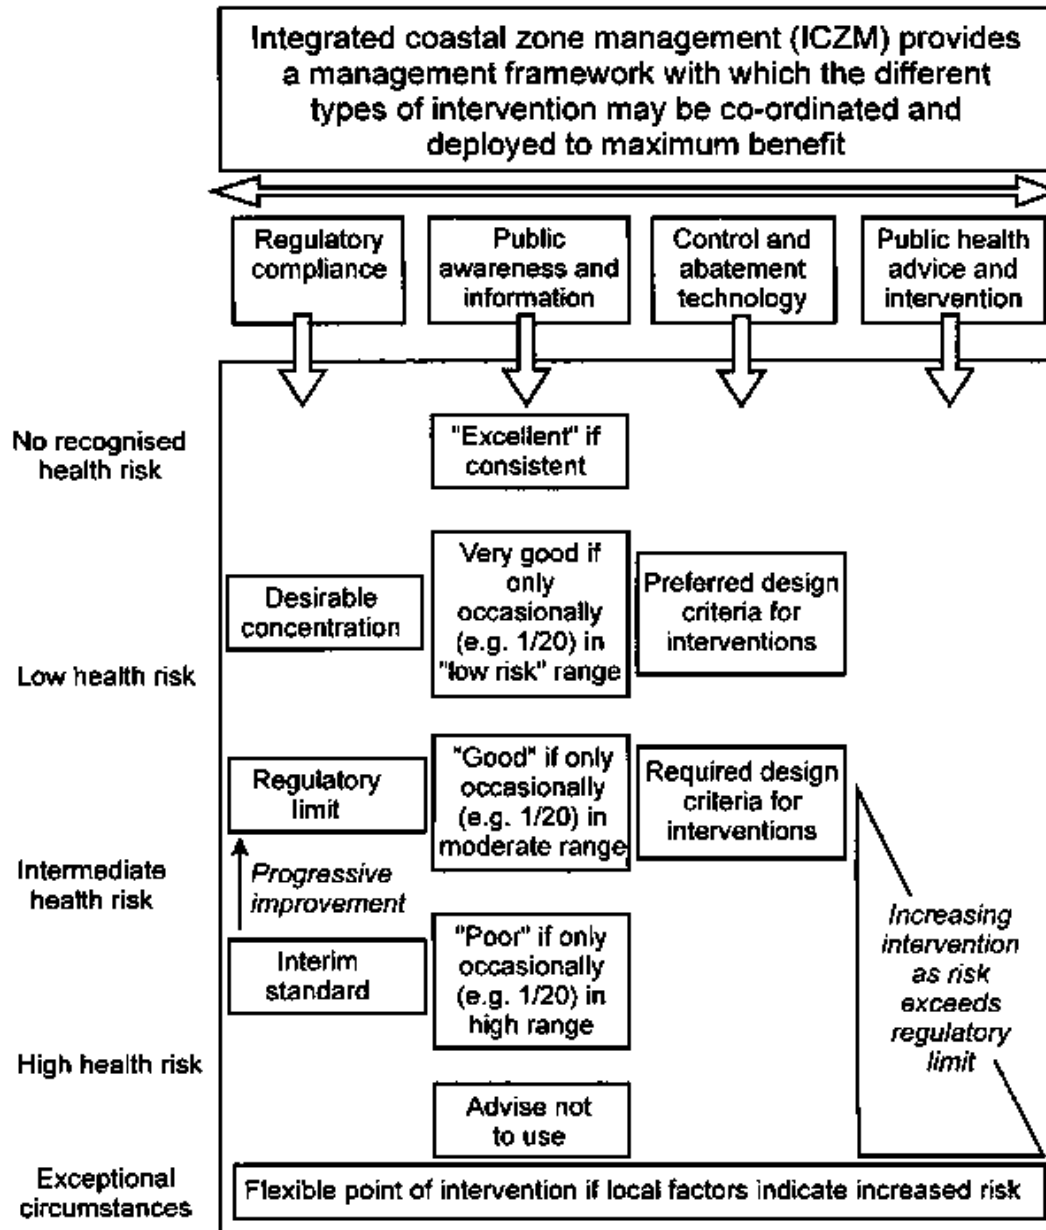 Integrated coastal zone management (ICZM) provides
a management framework with which the different
types of intervention may be co-ordinated and
deployed to maximum benefit
Regulatory
compliance
Public
awareness and
information
Control and
abatement
technology
Public health
advice and
intervention
No recognised
health risk
"Excellent" if
consistent
Desirable
concentration
Very good if
only
occasionally
(e.g. 1/20) in
"low risk" range
Preferred design
criteria for
interventions
Low health risk
Regulatory
limit
"Good" if only
occasionally
(e.g. 1/20) in
moderate range
Required design
criteria for
interventions
Intermediate
health risk
Progressive
improvement
Interim
standard
"Poor" if only
occasionally
(e.g. 1/20) in
high range
Increasing
intervention
as risk
exceeds
regulatory
limit
High health risk
Advise not
to use
Exceptional
circumstances
Flexible point of intervention if local factors indicate increased risk